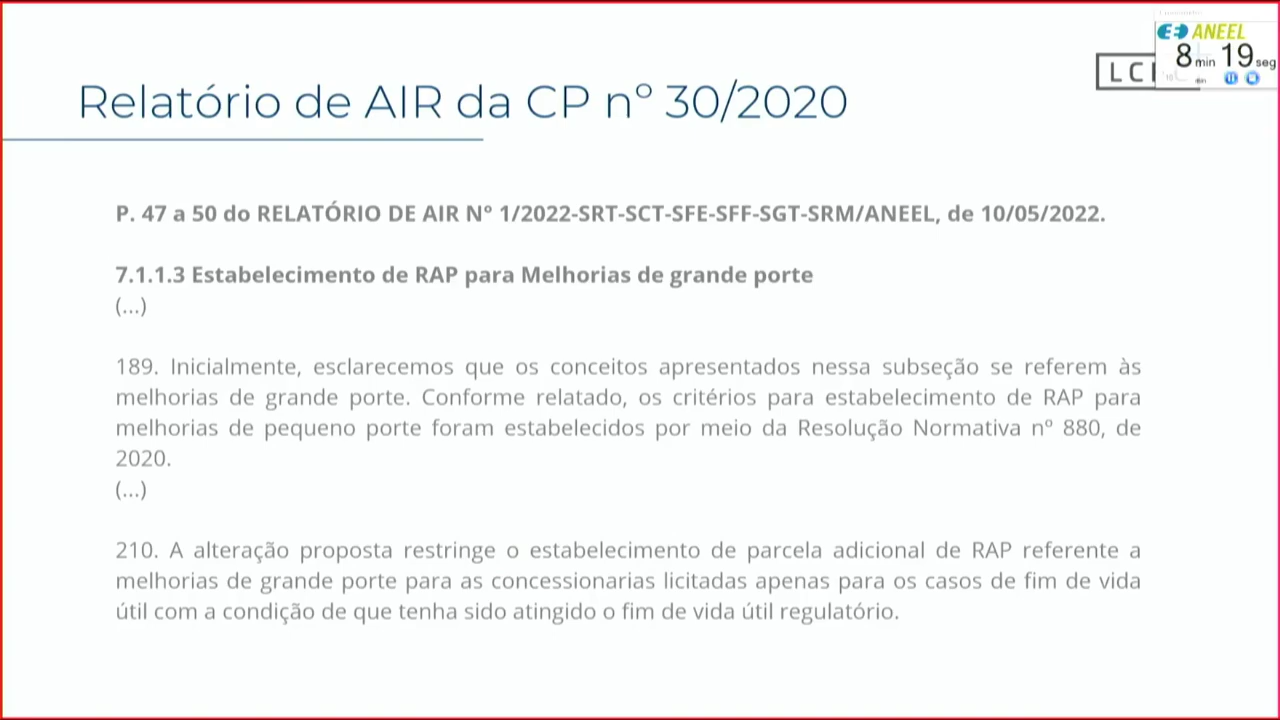 ANEEL
8 min 19 seg
Relatório de AIR da CP nº 30/2020
P. 47 a 50 do RELATÓRIO DE AIR Nº 1/2022-SRT-SCT-SFE-SFF-SGT-SRM/ANEEL, de 10/05/2022.
7.1.1.3 Estabelecimento de RAP para Melhorias de grande porte
(...)
189. Inicialmente, esclarecemos que os conceitos apresentados nessa subseção se referem às
melhorias de grande porte. Conforme relatado, os critérios para estabelecimento de RAP para
melhorias de pequeno porte foram estabelecidos por meio da Resolução Normativa nº 880, de
2020.
(...)
210. A alteração proposta restringe o estabelecimento de parcela adicional de RAP referente a
melhorias de grande porte para as concessionarias licitadas apenas para os casos de fim de vida
útil com a condição de que tenha sido atingido o fim de vida útil regulatório.